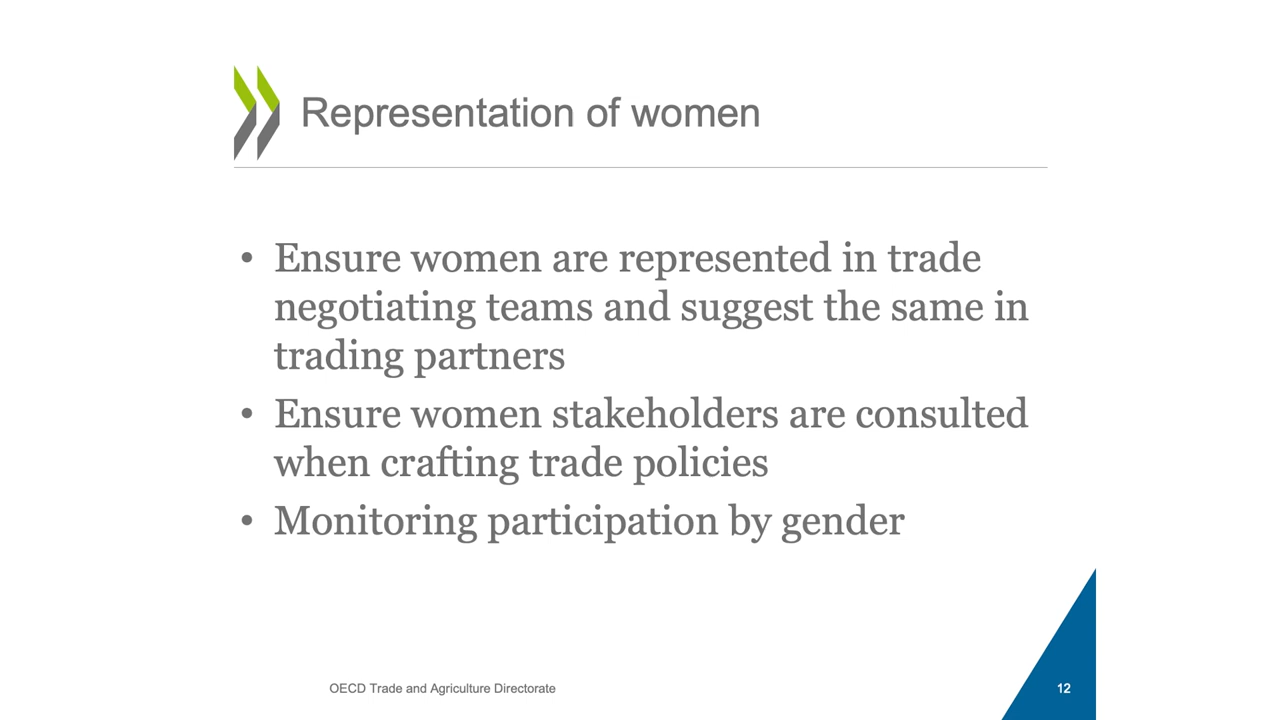 Representation of women
• Ensure women are represented in trade
negotiating teams and suggest the same in
trading partners
• Ensure women stakeholders are consulted
when crafting trade policies
• Monitoring participation by gender
OECD Trade and Agriculture Directorate
12